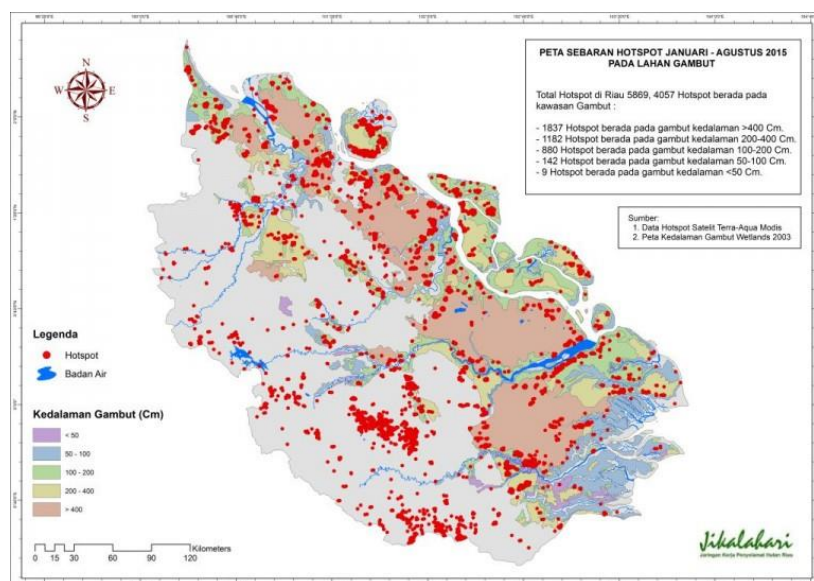 PETA SEBARAN HOTSPOT JANUARI - AGUSTUS 2015
PADA LAHAN GAMBUT
Total Hotspot di Riau 5869, 4057 Hotspot berada pada
kawasan Gambut :
- 1837 Hotspot berada pada gambut kedalaman >400 Cm.
- 1182 Hotspot berada pada gambut kedalaman 200-400 Cm.
- 880 Hotspot berada pada gambut kedalaman 100-200 Cm.
- 142 Hotspot berada pada gambut kedalaman 50-100 Cm.
- 9 Hotspot berada pada gambut kedalaman <50 Cm.
Sumber:
1. Data Hotspot Satelit Terra-Aqua Modis
2. Peta Kedalaman Gambut Wetlands 2003
N
W E
S
Legenda
Hotspot
Badan Air
Kedalaman Gambut (Cm)
< 50
50 - 100
100 - 200
200 - 400
> 400
Kilometers
0 15 30 60 90 120
Jikalahari
Jaringan Kerja Penyelamat Hutan Riau